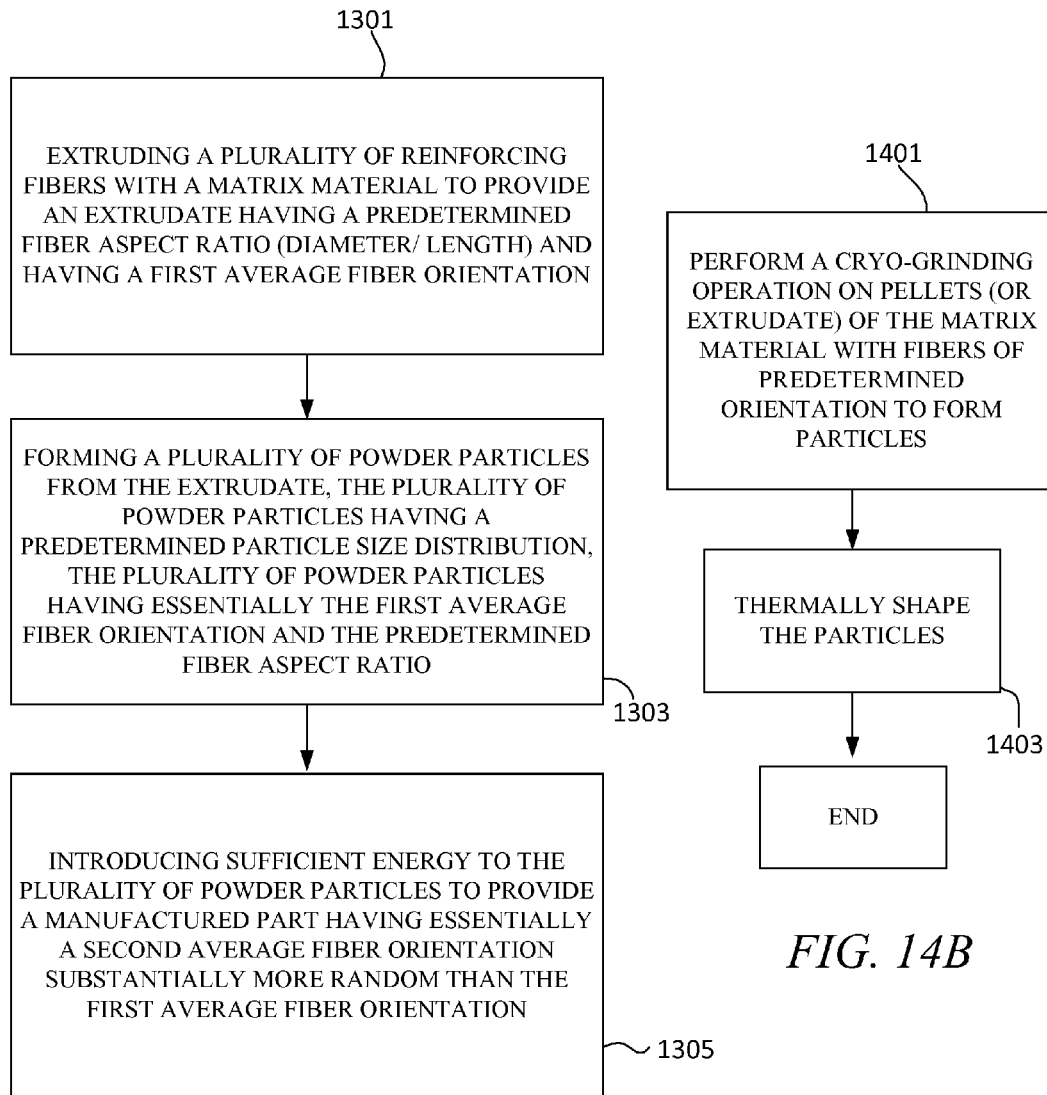 1301
EXTRUDING A PLURALITY OF REINFORCING
FIBERS WITH A MATRIX MATERIAL TO PROVIDE
AN EXTRUDATE HAVING A PREDETERMINED
FIBER ASPECT RATIO (DIAMETER/ LENGTH) AND
HAVING A FIRST AVERAGE FIBER ORIENTATION
FORMING A PLURALITY OF POWDER PARTICLES
FROM THE EXTRUDATE, THE PLURALITY OF
POWDER PARTICLES HAVING A
PREDETERMINED PARTICLE SIZE DISTRIBUTION,
THE PLURALITY OF POWDER PARTICLES
HAVING ESSENTIALLY THE FIRST AVERAGE
FIBER ORIENTATION AND THE PREDETERMINED
FIBER ASPECT RATIO
1303
INTRODUCING SUFFICIENT ENERGY TO THE
PLURALITY OF POWDER PARTICLES TO PROVIDE
A MANUFACTURED PART HAVING ESSENTIALLY
A SECOND AVERAGE FIBER ORIENTATION
SUBSTANTIALLY MORE RANDOM THAN THE
FIRST AVERAGE FIBER ORIENTATION
1305
1401
PERFORM A CRYO-GRINDING
OPERATION ON PELLETS (OR
EXTRUDATE) OF THE MATRIX
MATERIAL WITH FIBERS OF
PREDETERMINED
ORIENTATION TO FORM
PARTICLES
THERMALLY SHAPE
THE PARTICLES
1403
END
FIG. 14B